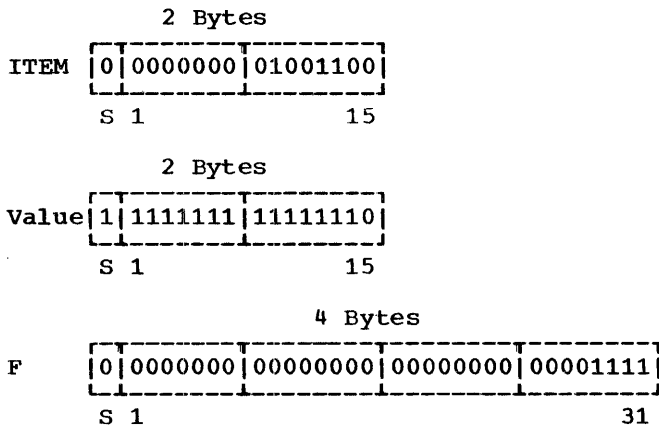 2 Bytes
ITEM 0 0000000 01001100
S 1 15
2 Bytes
Value 1 1111111 11111110
S 1 15
4 Bytes
F 0 0000000 00000000 00000000 00001111
S 1 31